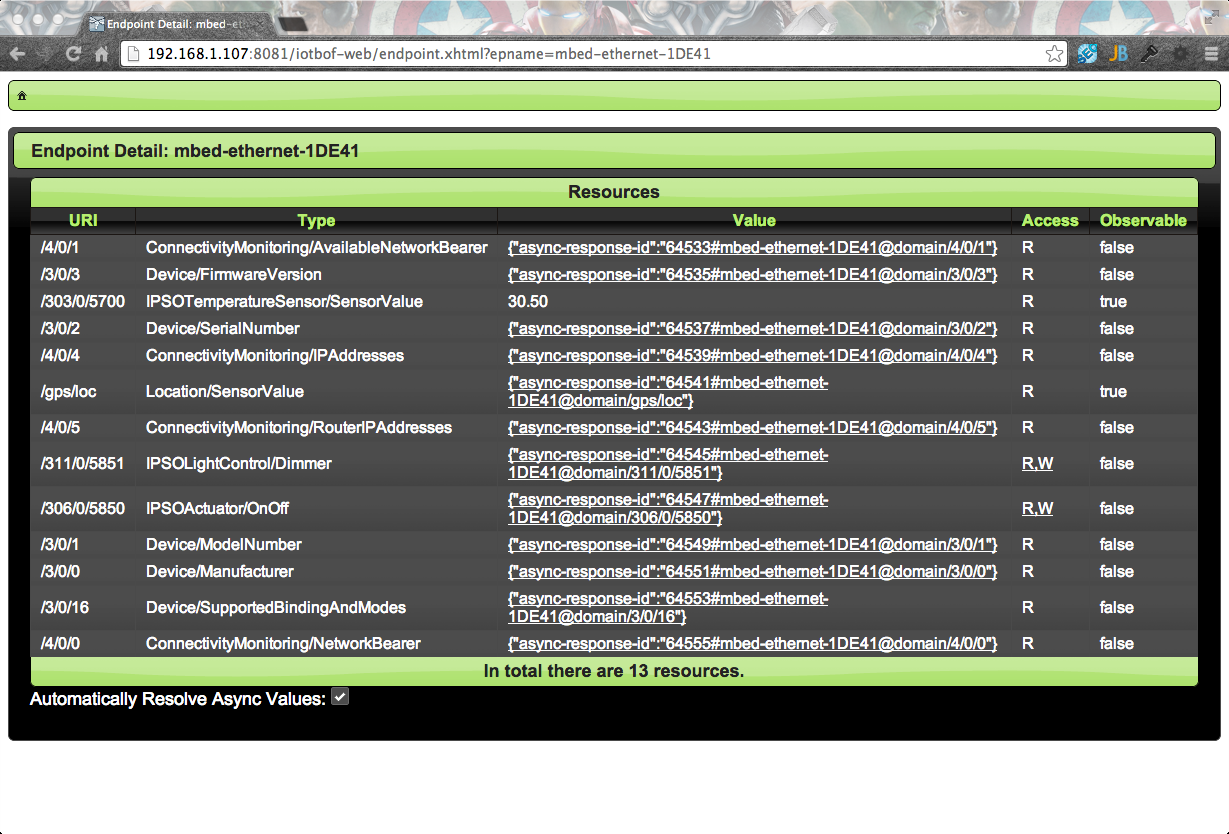 Endpoint Detail: mbed-et
192.168.1.107:8081/iotbof-web/endpoint.xhtml?epname=mbed-ethernet-1DE41
JB
Endpoint Detail: mbed-ethernet-1DE41
Resources
URI Type Value Access Observable
/4/0/1 ConnectivityMonitoring/AvailableNetworkBearer {"async-response-id":"64533#mbed-ethernet-1DE41@domain/4/0/1"} R false
/3/0/3 Device/FirmwareVersion {"async-response-id":"64535#mbed-ethernet-1DE41@domain/3/0/3"} R false
/303/0/5700 IPSOTemperatureSensor/SensorValue 30.50 R true
/3/0/2 Device/SerialNumber {"async-response-id":"64537#mbed-ethernet-1DE41@domain/3/0/2"} R false
/4/0/4 ConnectivityMonitoring/IPAddresses {"async-response-id":"64539#mbed-ethernet-1DE41@domain/4/0/4"} R false
/gps/loc Location/SensorValue {"async-response-id":"64541#mbed-ethernet-
1DE41@domain/gps/loc"} R true
/4/0/5 ConnectivityMonitoring/RouterIPAddresses {"async-response-id":"64543#mbed-ethernet-1DE41@domain/4/0/5"} R false
/311/0/5851 IPSOLightControl/Dimmer {"async-response-id":"64545#mbed-ethernet-
1DE41@domain/311/0/5851"} R,W false
/306/0/5850 IPSOActuator/OnOff {"async-response-id":"64547#mbed-ethernet-
1DE41@domain/306/0/5850"} R,W false
/3/0/1 Device/ModelNumber {"async-response-id":"64549#mbed-ethernet-1DE41@domain/3/0/1"} R false
/3/0/0 Device/Manufacturer {"async-response-id":"64551#mbed-ethernet-1DE41@domain/3/0/0"} R false
/3/0/16 Device/SupportedBindingAndModes {"async-response-id":"64553#mbed-ethernet-
1DE41@domain/3/0/16"} R false
/4/0/0 ConnectivityMonitoring/NetworkBearer {"async-response-id":"64555#mbed-ethernet-1DE41@domain/4/0/0"} R false
In total there are 13 resources.
Automatically Resolve Async Values: